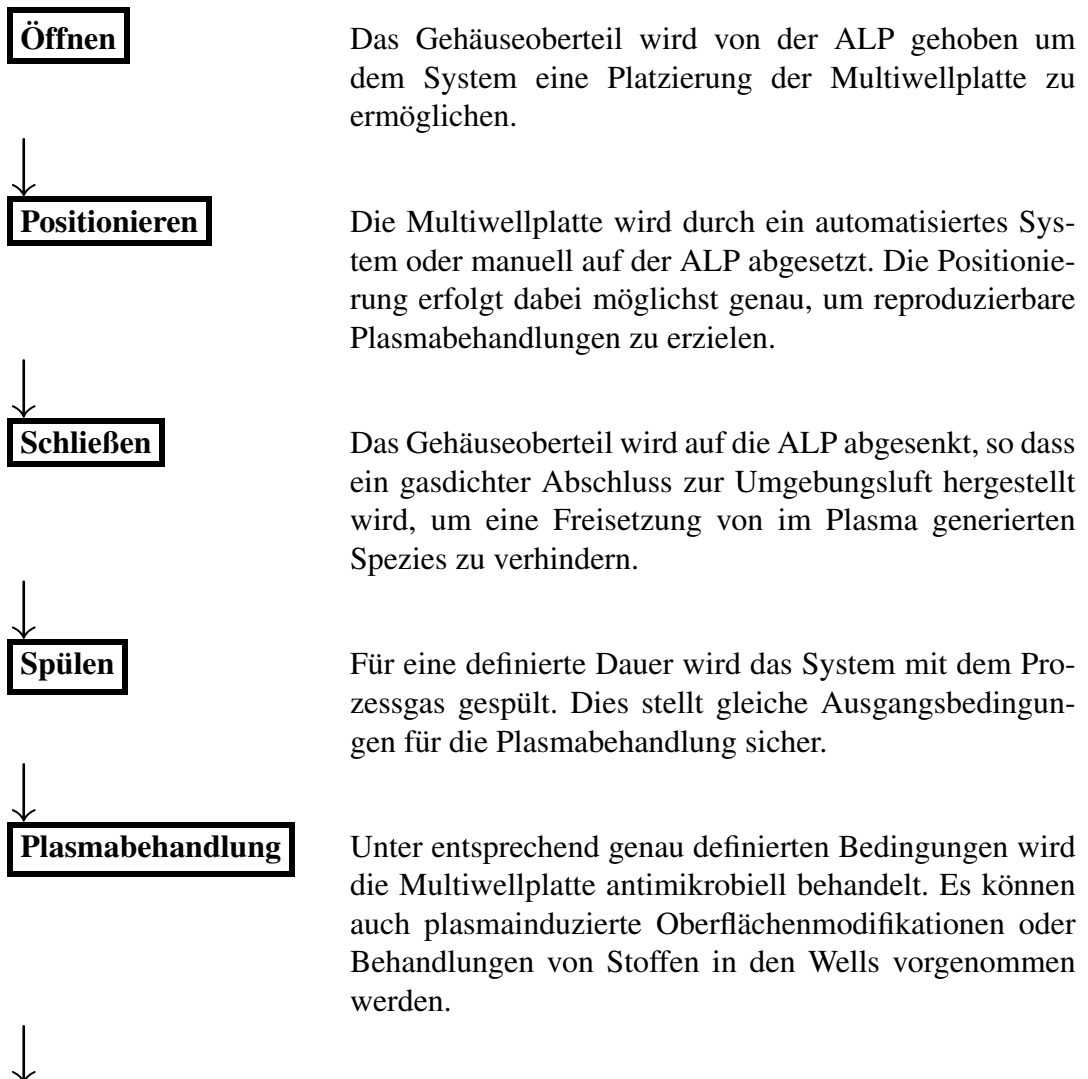 Öffnen
Das Gehäuseoberteil wird von der ALP gehoben um
dem System eine Platzierung der Multiwellplatte zu
ermöglichen.
Positionieren
Die Multiwellplatte wird durch ein automatisiertes Sys-
tem oder manuell auf der ALP abgesetzt. Die Positionie-
rung erfolgt dabei möglichst genau, um reproduzierbare
Plasmabehandlungen zu erzielen.
Schließen
Das Gehäuseoberteil wird auf die ALP abgesenkt, so dass
ein gasdichter Abschluss zur Umgebungsluft hergestellt
wird, um eine Freisetzung von im Plasma generierten
Spezies zu verhindern.
Spülen
Für eine definierte Dauer wird das System mit dem Pro-
zessgas gespült. Dies stellt gleiche Ausgangsbedingun-
gen für die Plasmabehandlung sicher.
Plasmabehandlung
Unter entsprechend genau definierten Bedingungen wird
die Multiwellplatte antimikrobiell behandelt. Es können
auch plasmainduzierte Oberflächenmodifikationen oder
Behandlungen von Stoffen in den Wells vorgenommen
werden.